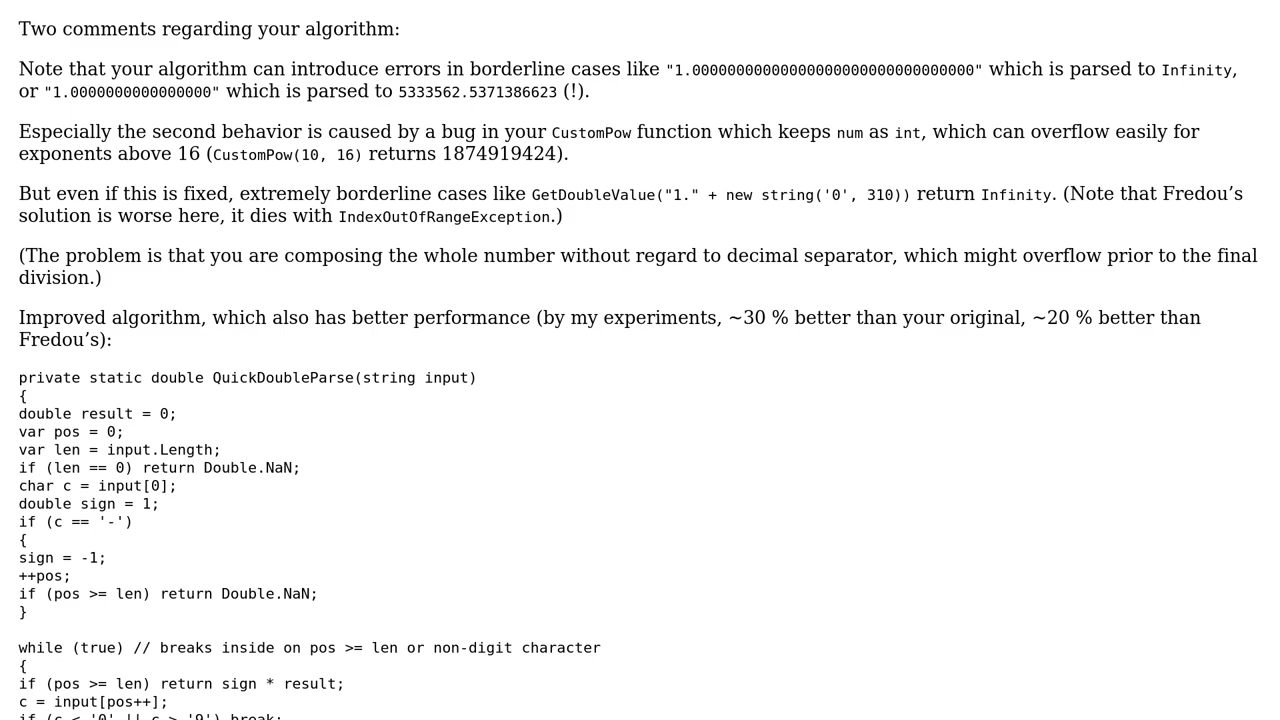 Two comments regarding your algorithm:
Note that your algorithm can introduce errors in borderline cases like "1.00000000000000000000000000000000" which is parsed to Infinity,
or "1.0000000000000000" which is parsed to 5333562.5371386623 (!).
Especially the second behavior is caused by a bug in your CustomPow function which keeps num as int, which can overflow easily for
exponents above 16 (CustomPow(10, 16) returns 1874919424).
But even if this is fixed, extremely borderline cases like GetDoubleValue("1." + new string('0', 310)) return Infinity. (Note that Fredou’s
solution is worse here, it dies with IndexOutOfRangeException.)
(The problem is that you are composing the whole number without regard to decimal separator, which might overflow prior to the final
division.)
Improved algorithm, which also has better performance (by my experiments, ~30 % better than your original, ~20 % better than
Fredou’s):
private static double QuickDoubleParse(string input)
{
double result = 0;
var pos = 0;
var len = input.Length;
if (len == 0) return Double.NaN;
char c = input[0];
double sign = 1;
if (c == '-')
{
sign = -1;
++pos;
if (pos >= len) return Double.NaN;
}
while (true) // breaks inside on pos >= len or non-digit character
{
if (pos >= len) return sign * result;
c = input[pos++];
if (c < '0' || c > '9') break;